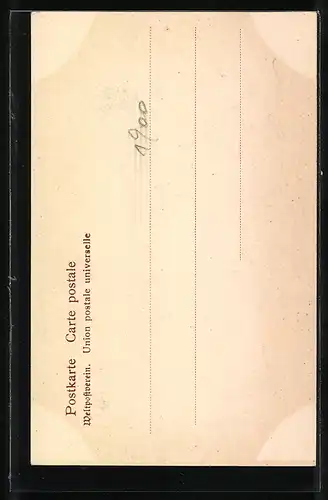 Postkarte Carte postale
Weltpostverein. Union postale universelle
1900